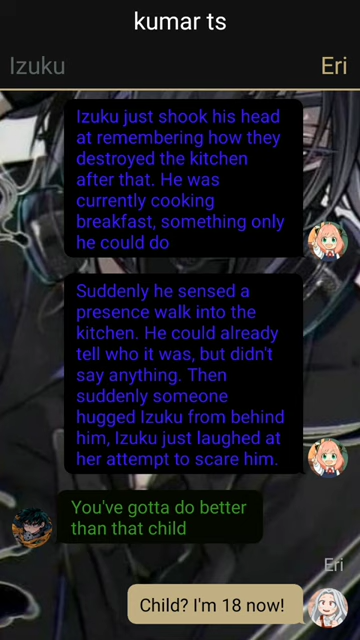 kumar ts
Izuku
Eri
Izuku just shook his head
at remembering how they
destroyed the kitchen
after that. He was
currently cooking
breakfast, something only
he could do
Suddenly he sensed a
presence walk into the
kitchen. He could already
tell who it was, but didn't
say anything. Then
suddenly someone
hugged Izuku from behind
him, Izuku just laughed at
her attempt to scare him.
You've gotta do better
than that child
Eri
Child? I'm 18 now!